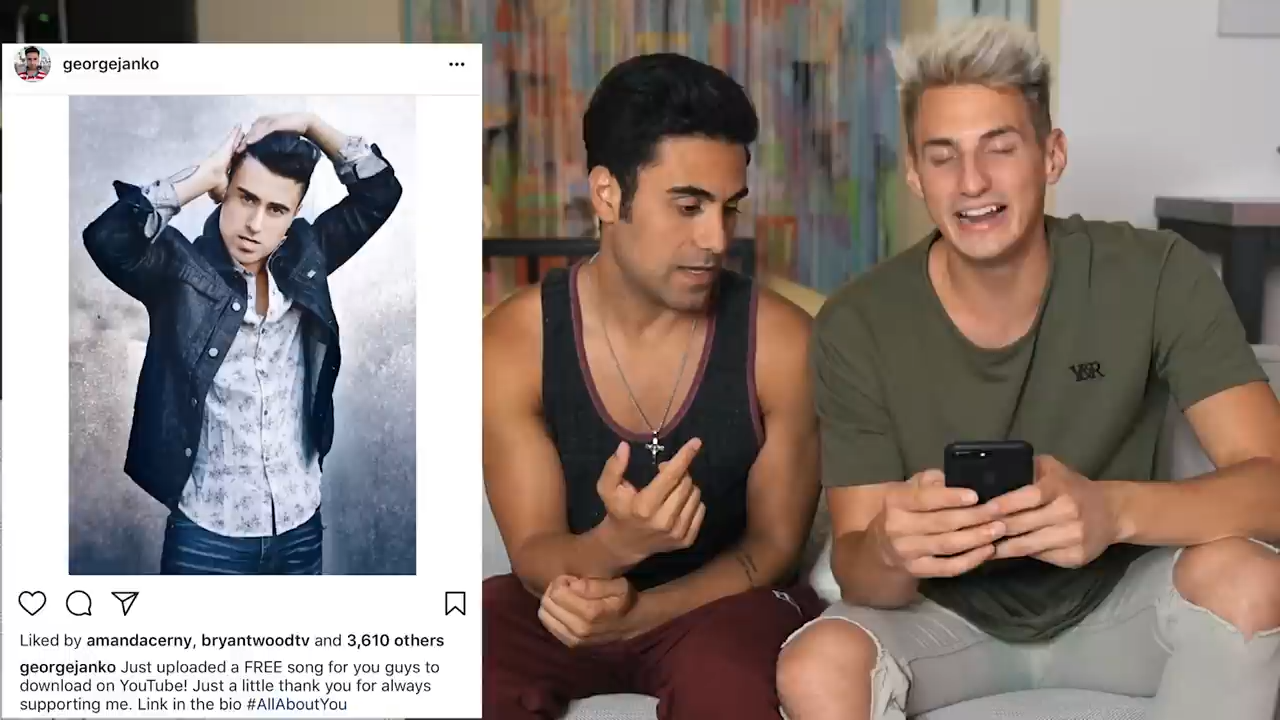 georgejanko
Liked by amandacerny, bryantwoodtv and 3,610 others
georgejanko Just uploaded a FREE song for you guys to
download on YouTube! Just a little thank you for always
supporting me. Link in the bio #AllAboutYou
Y&R